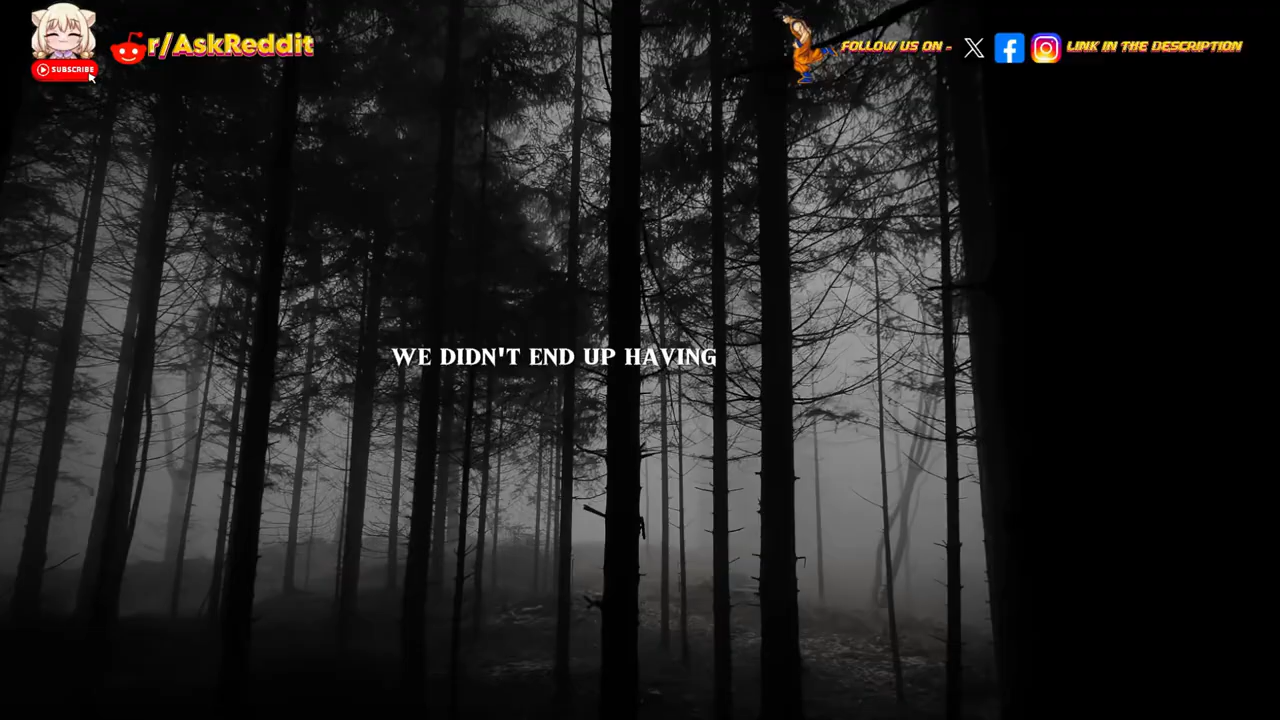 r/AskReddit
SUBSCRIBE
FOLLOW US ON -
LINK IN THE DESCRIPTION
WE DIDN'T END UP HAVING